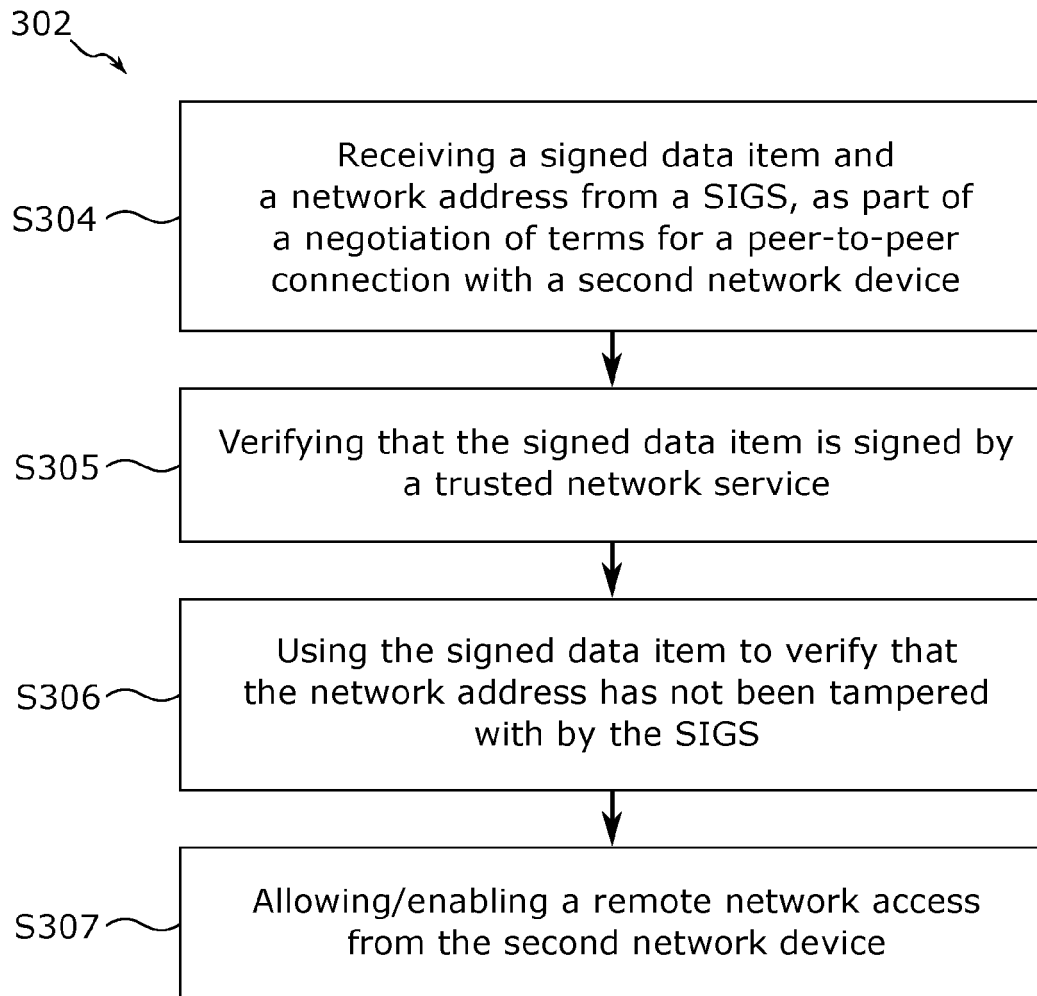 302
S304
Receiving a signed data item and
a network address from a SIGS, as part of
a negotiation of terms for a peer-to-peer
connection with a second network device
S305
Verifying that the signed data item is signed by
a trusted network service
S306
Using the signed data item to verify that
the network address has not been tampered
with by the SIGS
S307
Allowing/enabling a remote network access
from the second network device